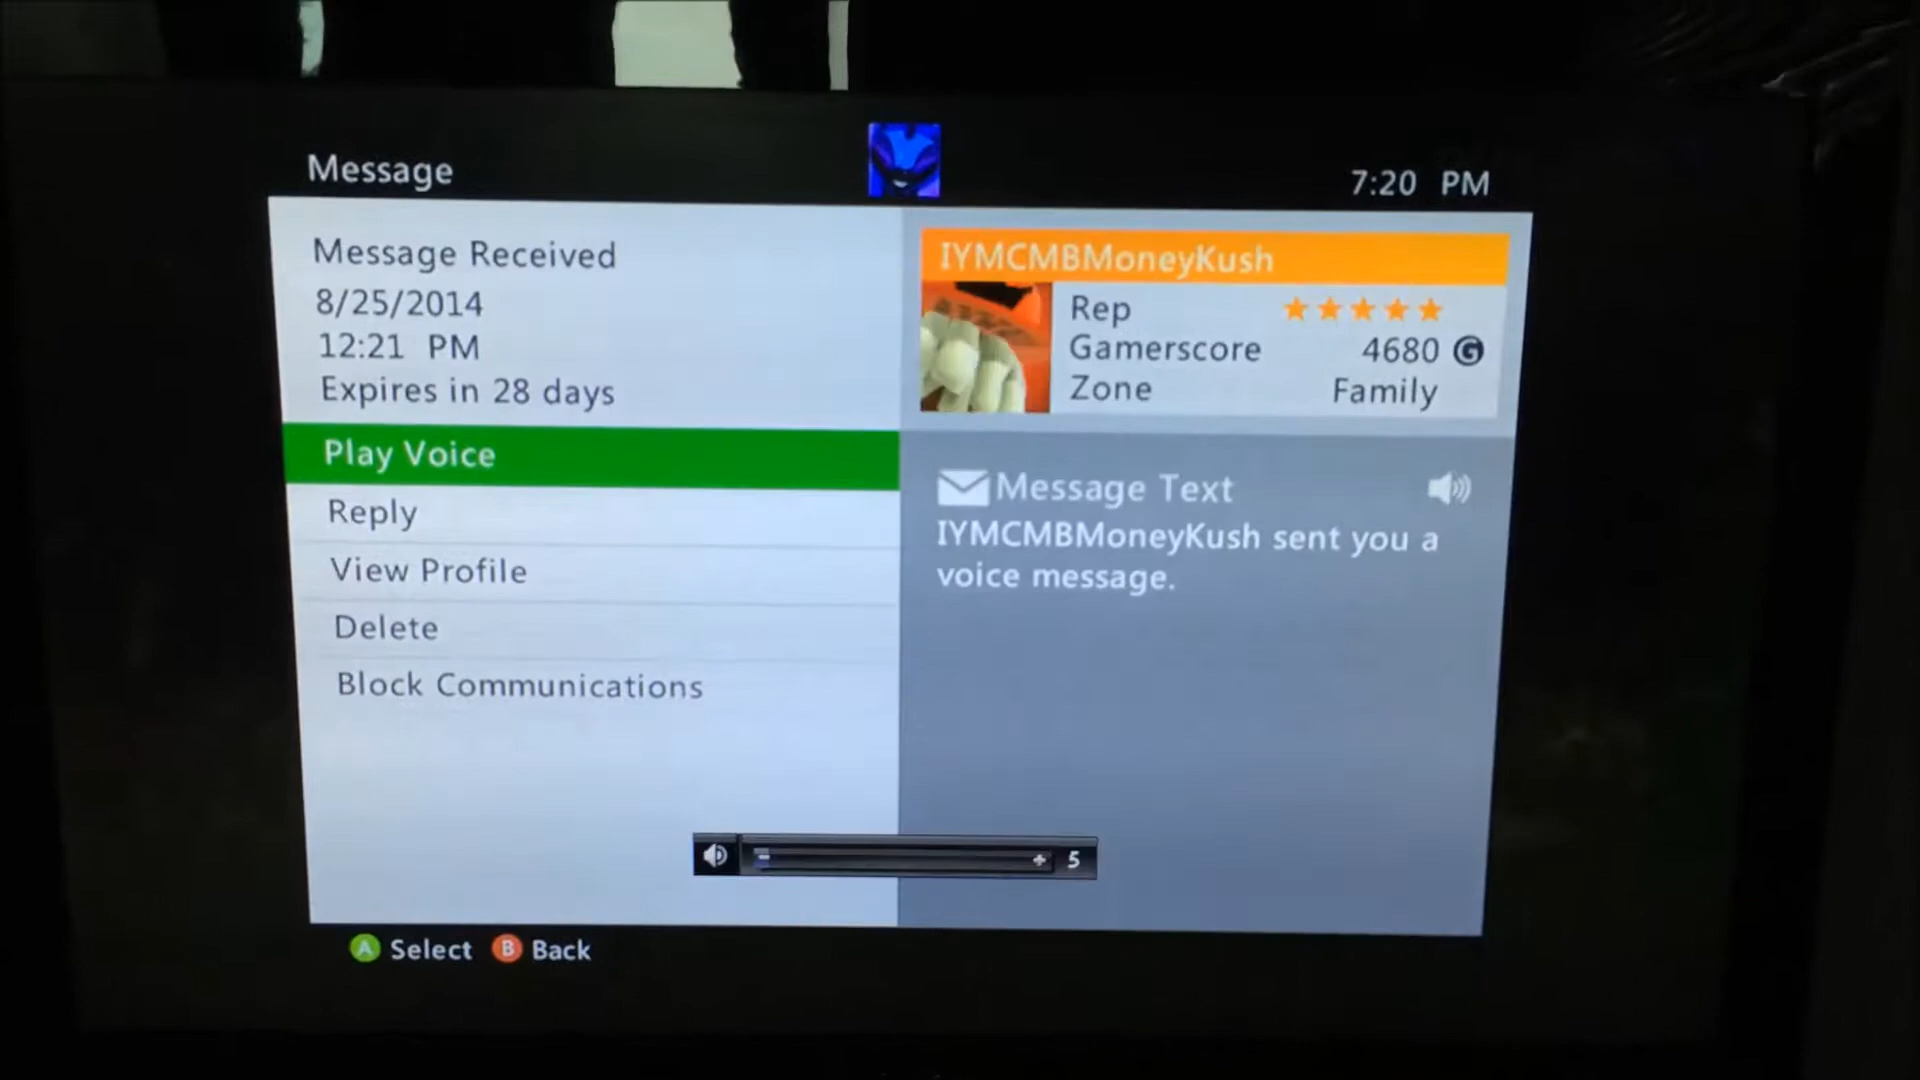 Message
7:20 PM
Message Received
8/25/2014
12:21 PM
Expires in 28 days
Play Voice
Reply
View Profile
Delete
Block Communications
IYMCMBMoneyKush
Rep
Gamerscore 4680 G
Zone Family
Message Text
IYMCMBMoneyKush sent you a
voice message.
5
A Select B Back